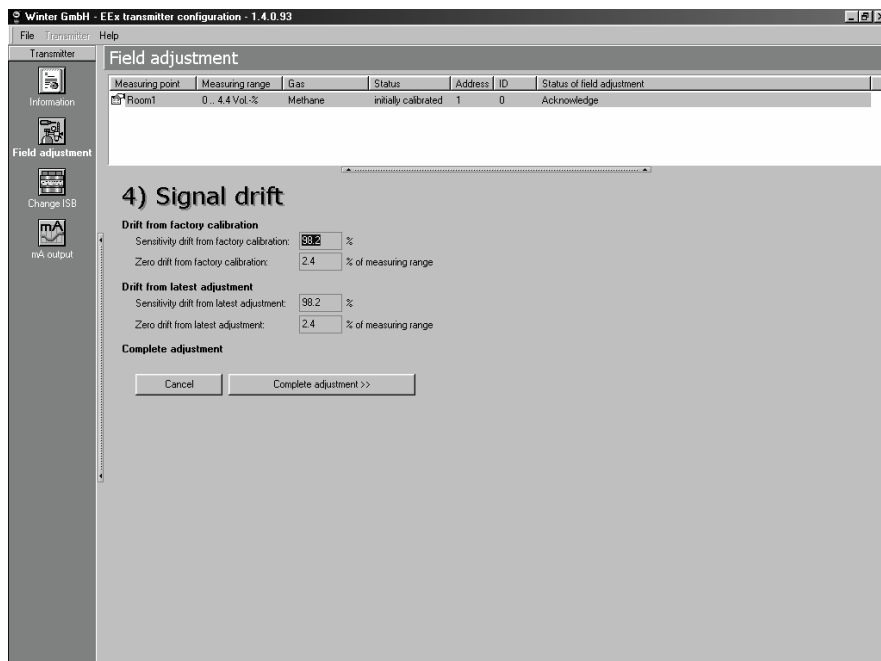 Winter GmbH - EEx transmitter configuration - 1.4.0.93
File Transmitter Help
Transmitter
Field adjustment
Information
Field adjustment
Change ISB
mA
mA output
Measuring point Measuring range Gas Status Address ID Status of field adjustment
Room1 0 .. 4.4 Vol.-% Methane initially calibrated 1 0 Acknowledge
4) Signal drift
Drift from factory calibration
Sensitivity drift from factory calibration: 98.2 %
Zero drift from factory calibration: 2.4 % of measuring range
Drift from latest adjustment
Sensitivity drift from latest adjustment: 98.2 %
Zero drift from latest adjustment: 2.4 % of measuring range
Complete adjustment
Cancel Complete adjustment >>